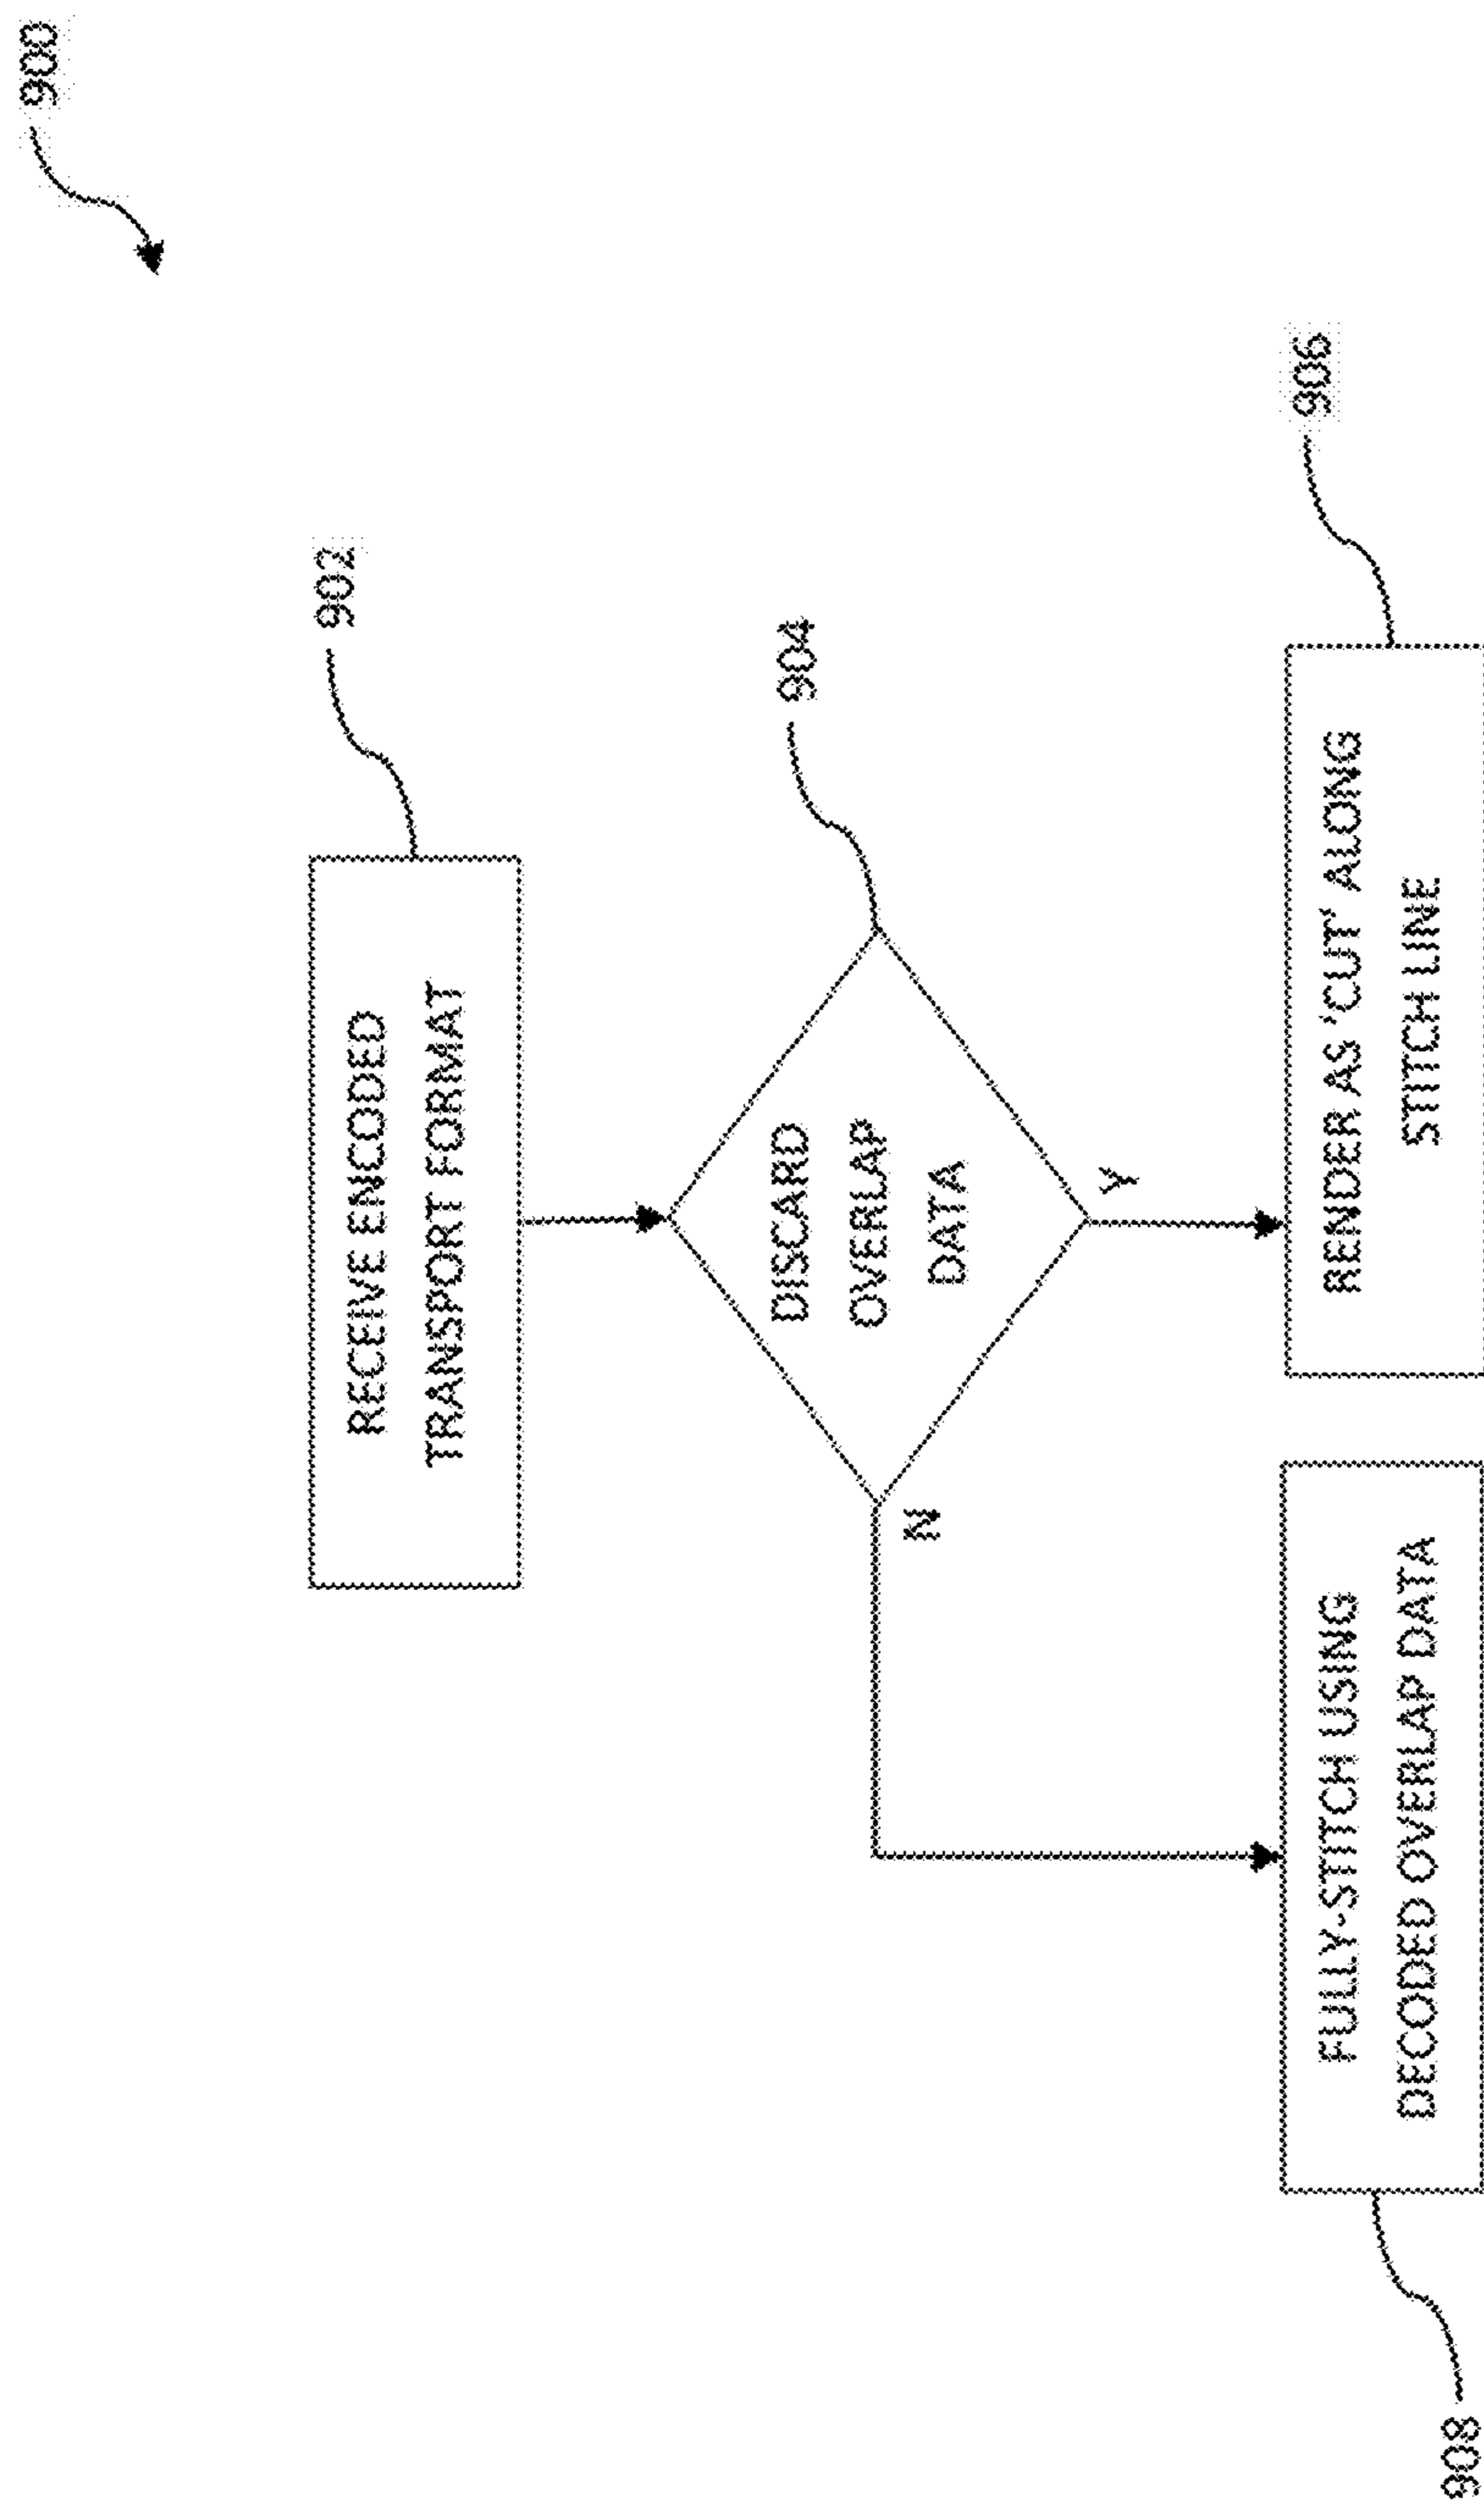 900
902
RECEIVE ENCODED
TRANSPORT FORMAT
904
DISCARD
OVERLAP
DATA
N
Y
906
RENDER AS 'CUT' ALONG
STITCH LINE
FULLY-STITCH USING
DECODED OVERLAP DATA
908